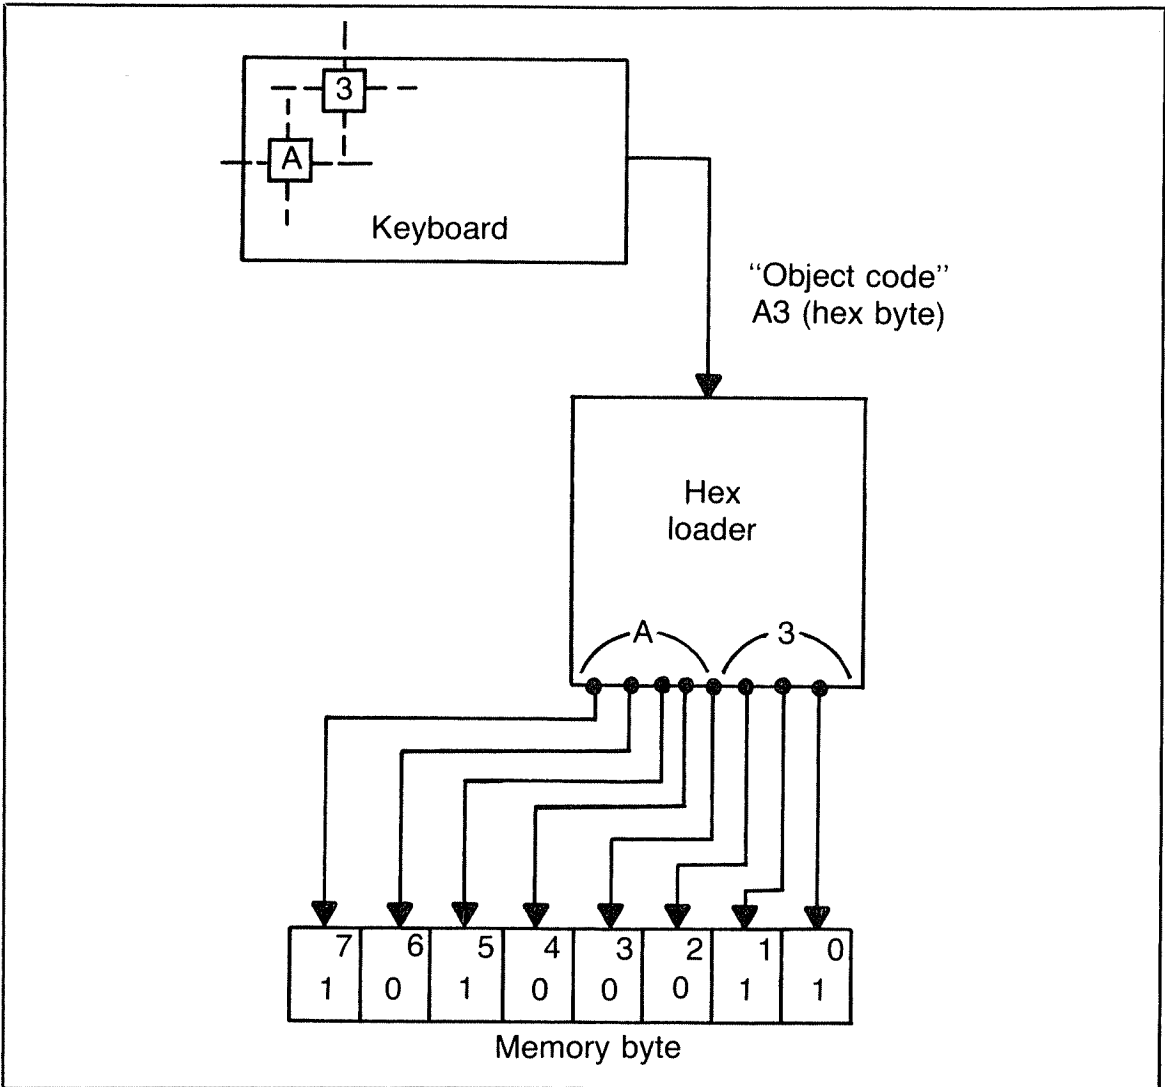 3
A
Keyboard
“Object code”
A3 (hex byte)
Hex
loader
A 3
7 6 5 4 3 2 1 0
1 0 1 0 0 0 1 1
Memory byte